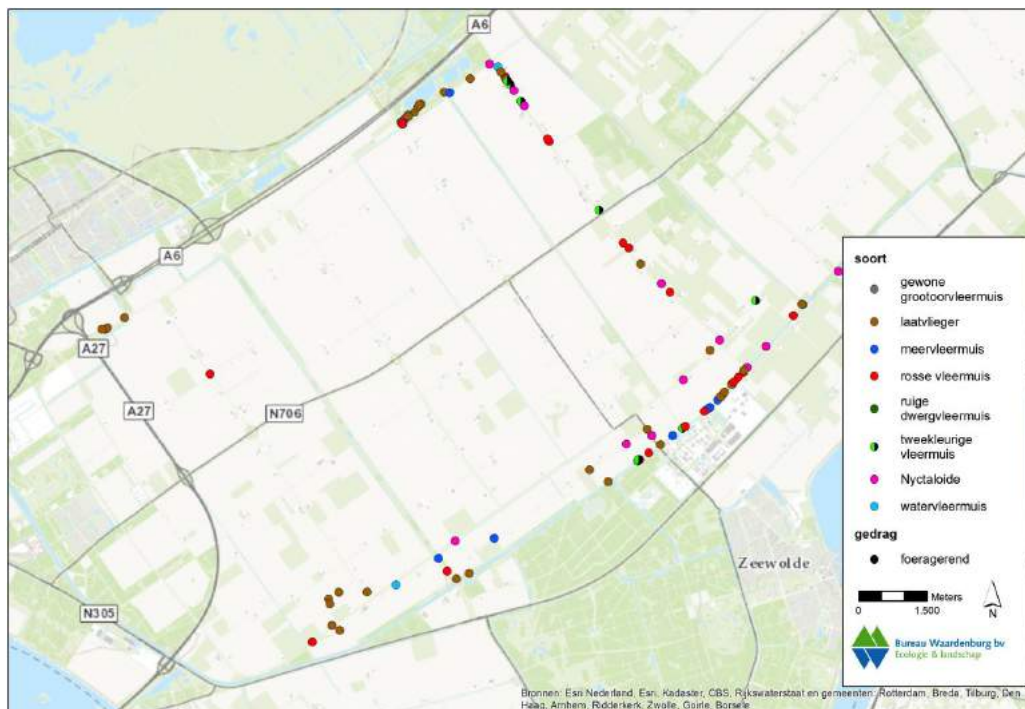 A6
A6
A27
A27
N706
N305
Zeewolde
soort
gewone
grootoorvleermuis
laatvlieger
meervleermuis
rosse vleermuis
ruige
dwergvleermuis
tweekleurige
vleermuis
Nyctaloide
watervleermuis
gedrag
foeragerend
Meters
0 1.500
N
Bureau Waardenburg bv
Ecologie & landschap
Bronnen: Esri Nederland, Esri, Kadaster, CBS, Rijkswaterstaat en gemeenten: Rotterdam, Breda, Tilburg, Den
Haag, Arnhem, Ridderkerk, Zwolle, Goirle, Borsele